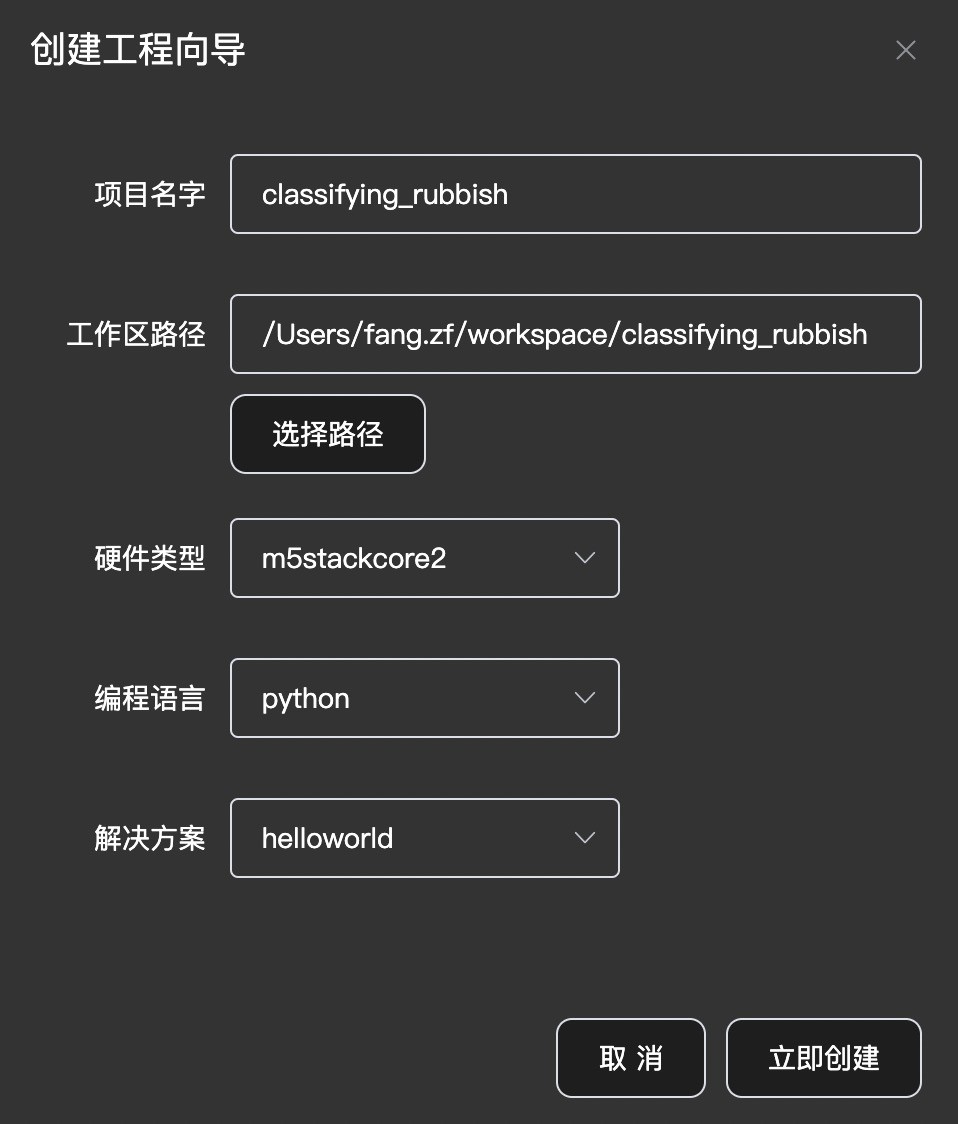 创建工程向导
项目名字 classifying_rubbish
工作区路径 /Users/fang.zf/workspace/classifying_rubbish
选择路径
硬件类型 m5stackcore2
编程语言 python
解决方案 helloworld
取 消 立即创建